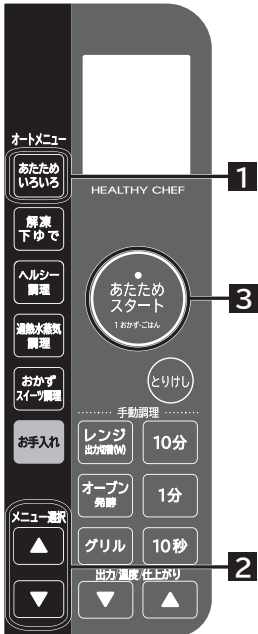 オートメニュー
あたため
いろいろ
1
HEALTHY CHEF
解凍
下ゆで
ヘルシー
調理
あたため
スタート
1 おかず・ごはん
3
過熱水蒸気
調理
おかず
スイーツ調理
とりけし
手動調理
お手入れ
レンジ
出力切替(W)
10分
オーブン
発酵
1分
メニュー選択
グリル
10秒
2
出力/温度/仕上がり